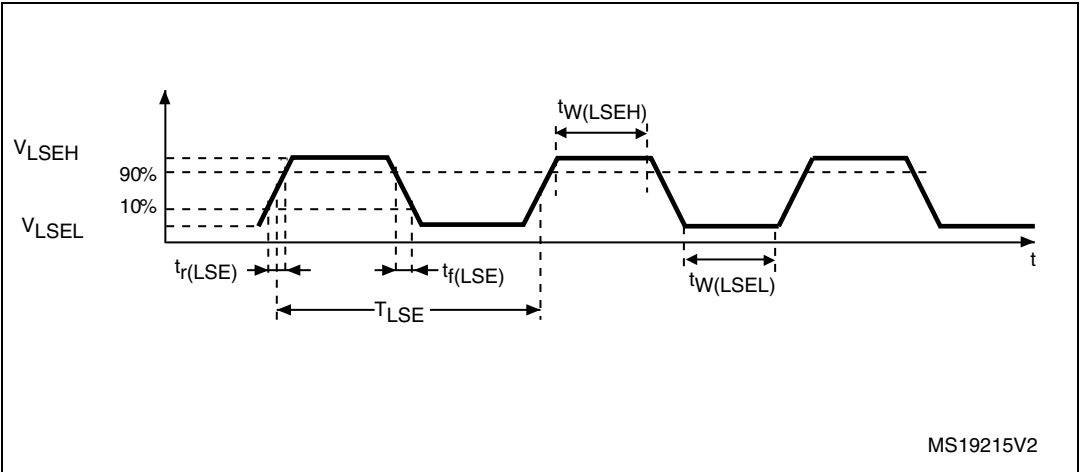 tW(LSEH)
VLSEH
90%
10%
VLSEL
tr(LSE)
tf(LSE)
tW(LSEL)
t
TLSE
MS19215V2